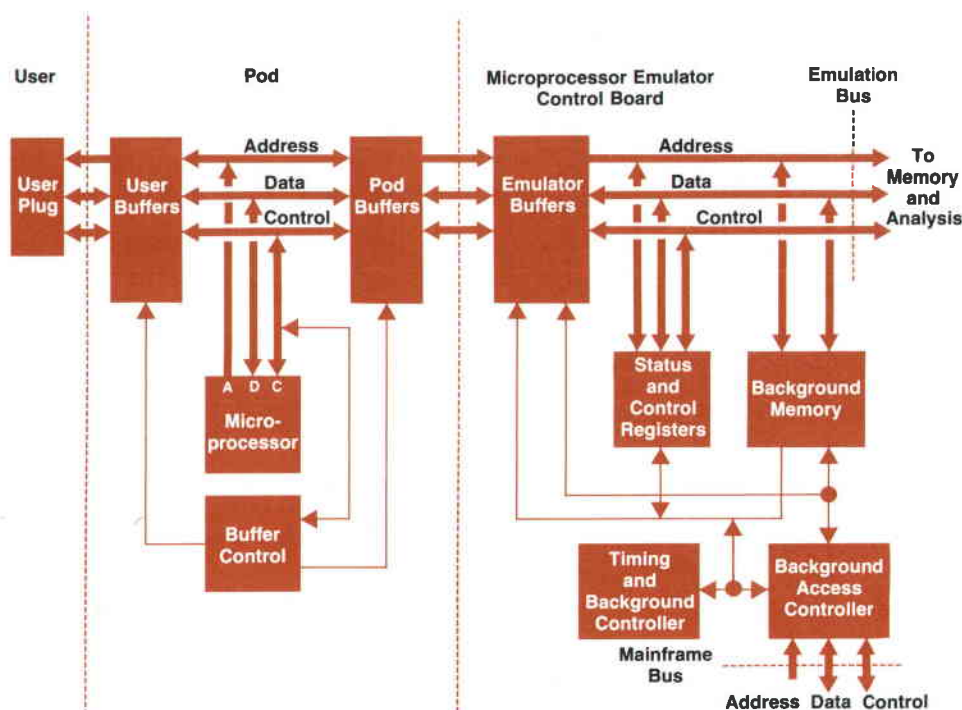 User
Pod
Microprocessor Emulator
Control Board
Emulation
Bus
User
Plug
User
Buffers
Address
Data
Control
Pod
Buffers
Emulator
Buffers
Address
Data
Control
To
Memory
and
Analysis
A D C
Micro-
processor
Status
and
Control
Registers
Background
Memory
Buffer
Control
Timing
and
Background
Controller
Background
Access
Controller
Mainframe
Bus
Address Data Control